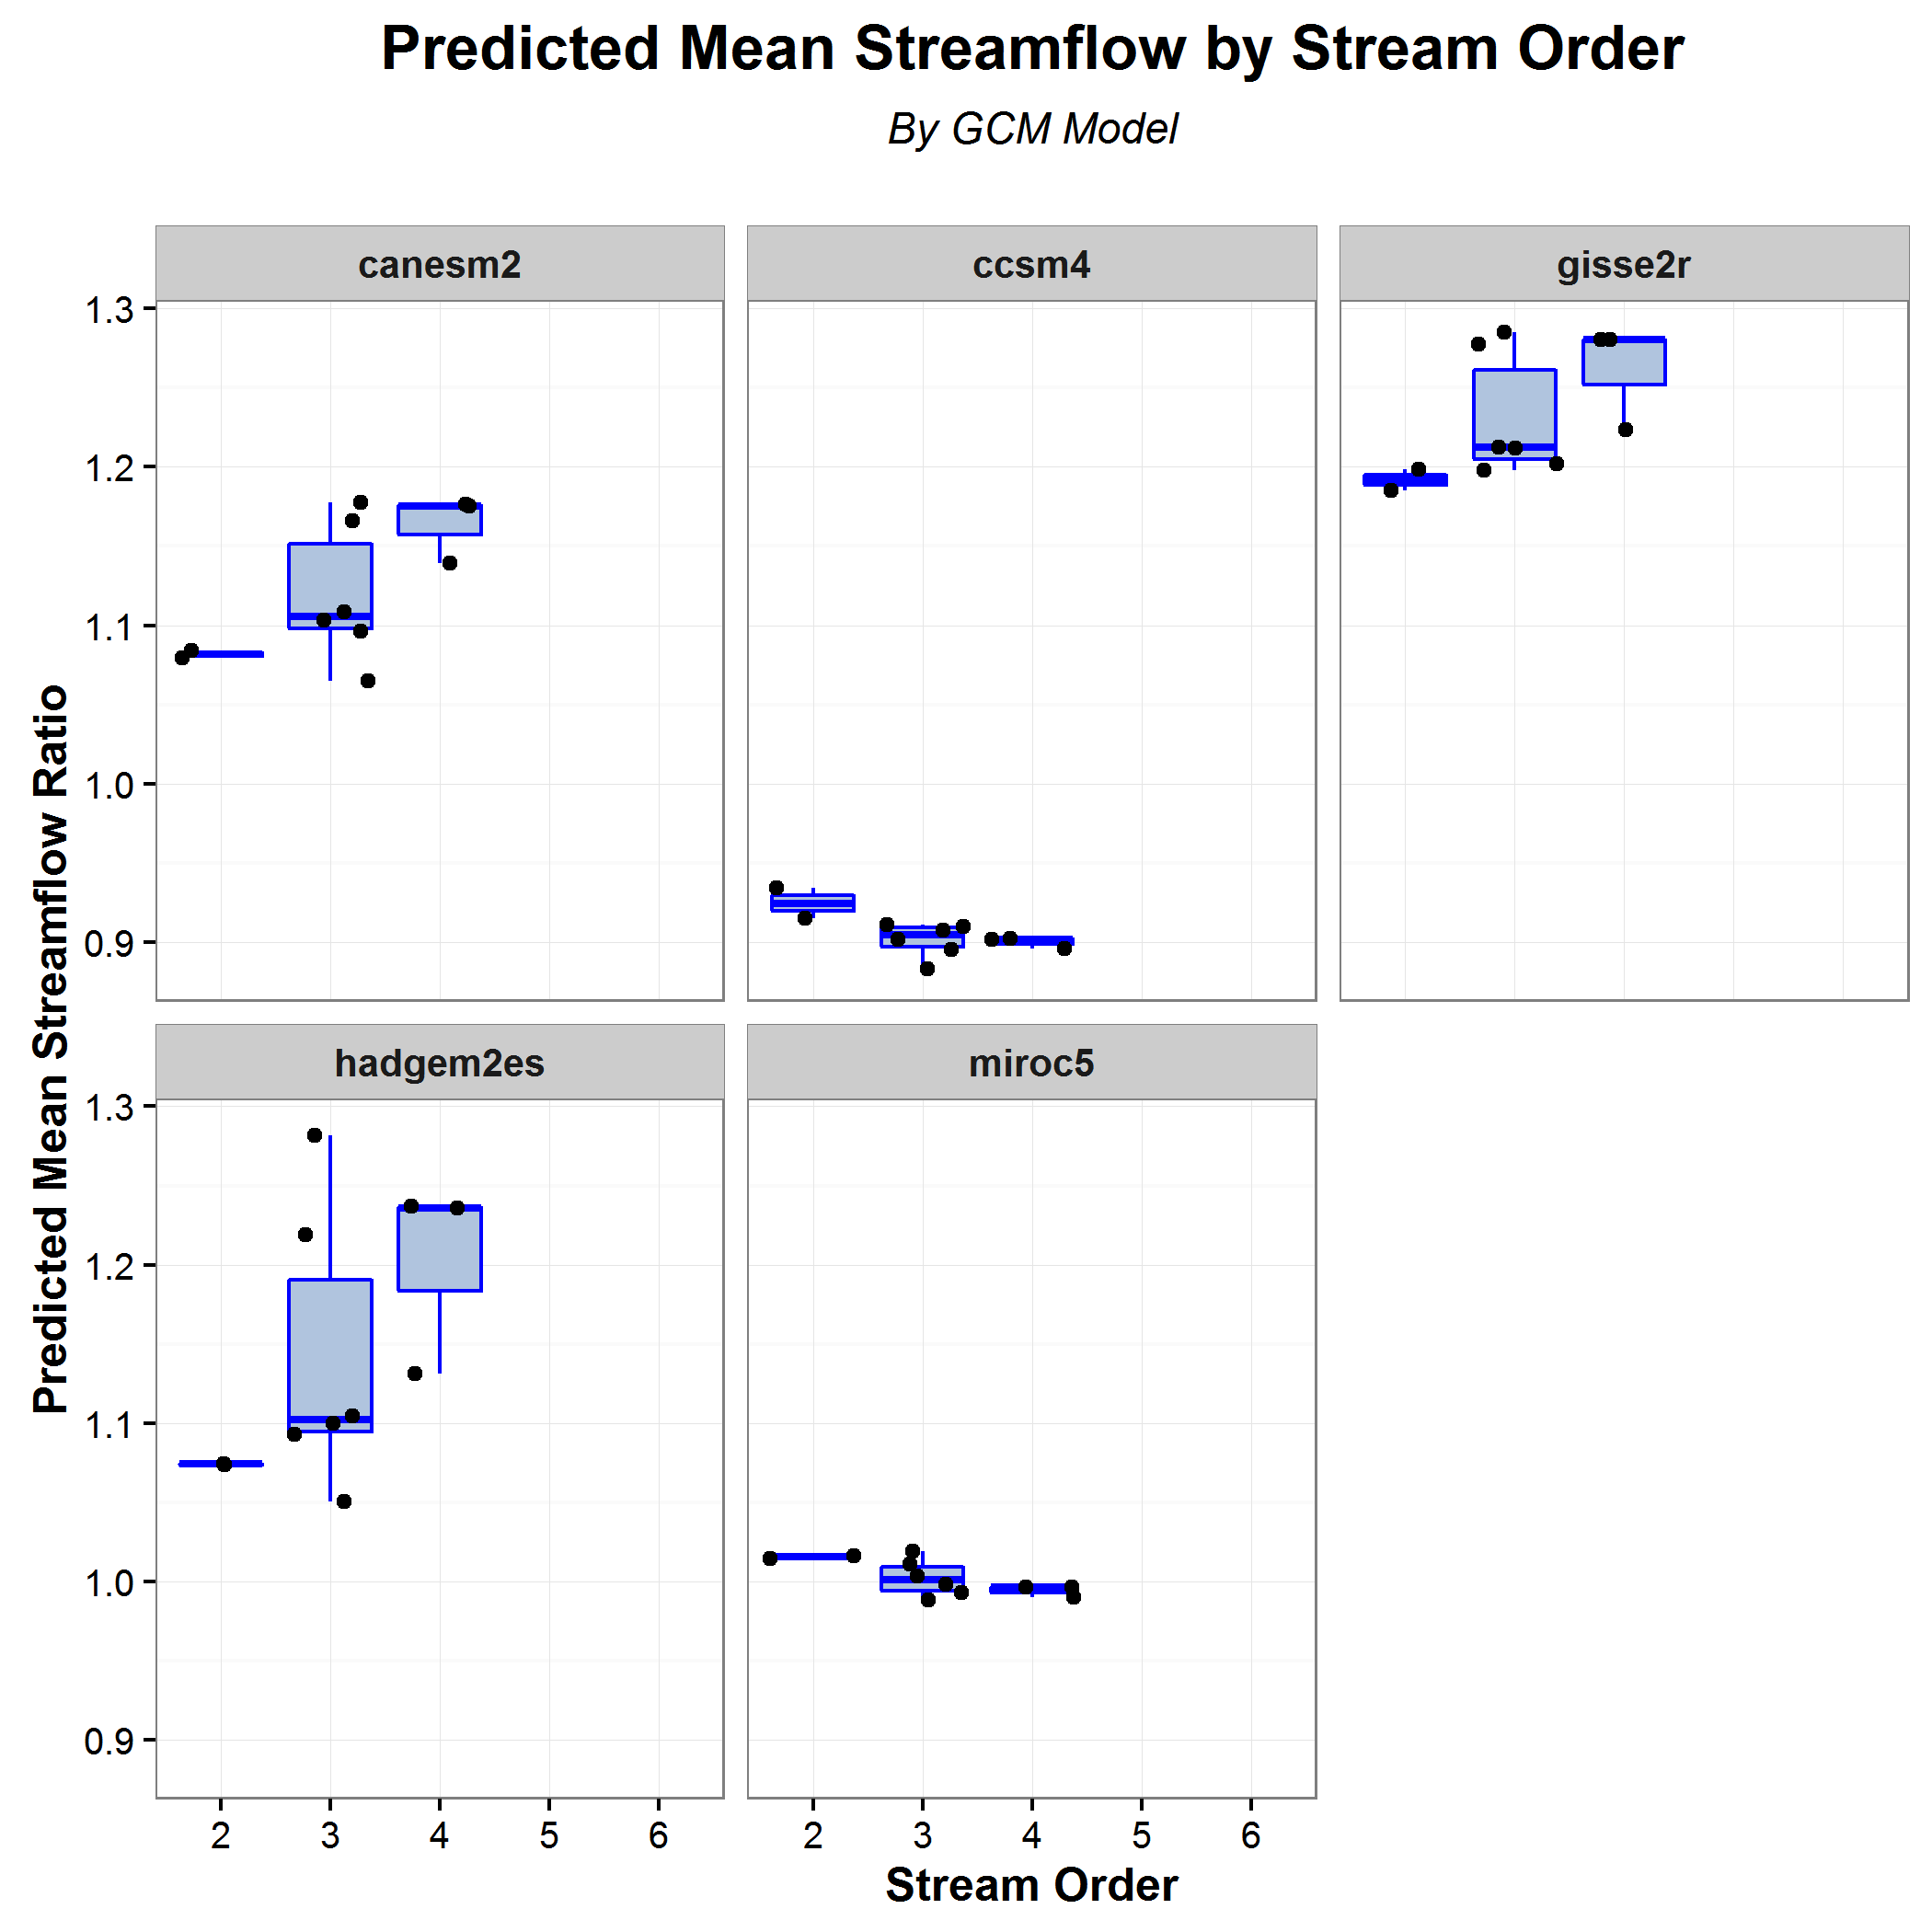 Predicted Mean Streamflow by Stream Order
By GCM Model
Predicted Mean Streamflow Ratio
canesm2
ccsm4
gisse2r
1.3
1.2
1.1
1.0
0.9
hadgem2es
miroc5
1.3
1.2
1.1
1.0
0.9
2 3 4 5 6
2 3 4 5 6
Stream Order